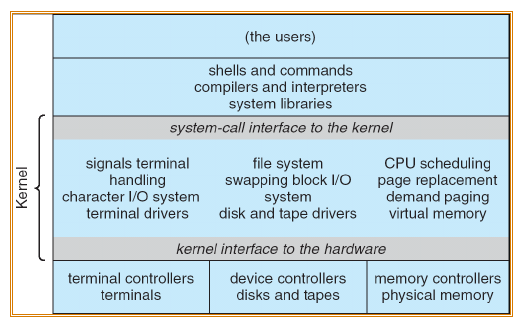 (the users)
shells and commands
compilers and interpreters
system libraries
Kernel
system-call interface to the kernel
signals terminal
handling
character I/O system
terminal drivers
file system
swapping block I/O
system
disk and tape drivers
CPU scheduling
page replacement
demand paging
virtual memory
kernel interface to the hardware
terminal controllers
terminals
device controllers
disks and tapes
memory controllers
physical memory